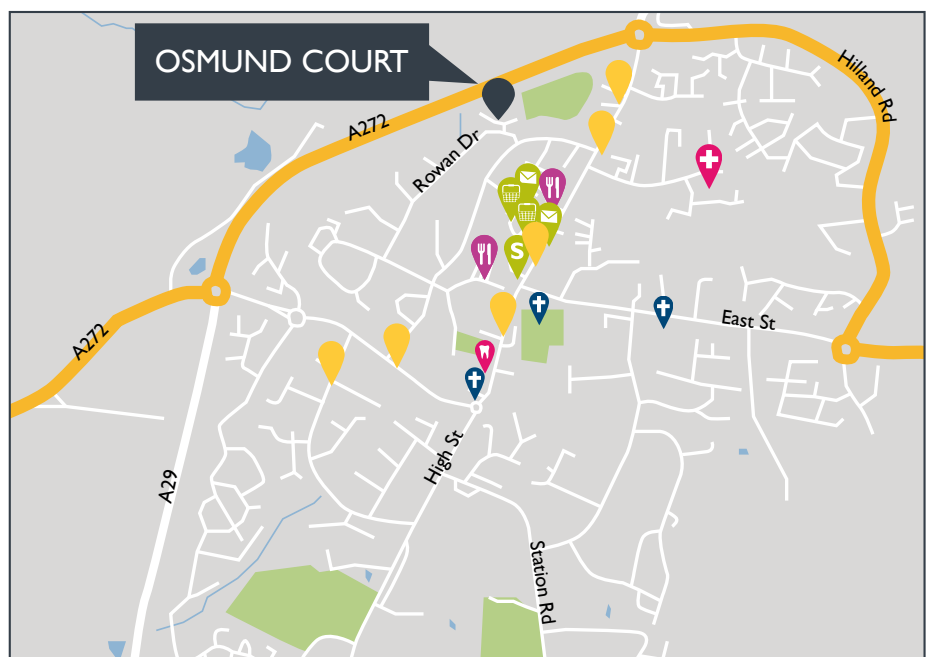 OSMUND COURT
A272
Hilland Rd
Rowan Dr
S
East St
A272
High St
A29
Station Rd